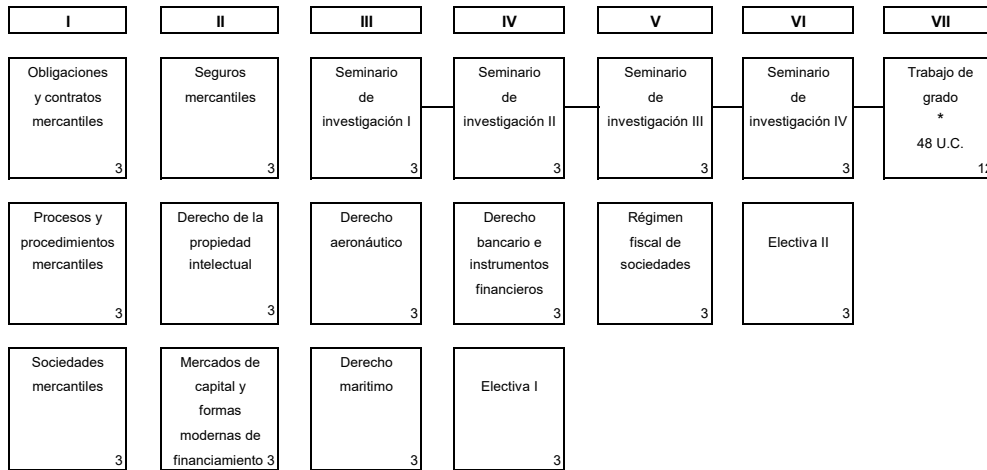 I II III IV V VI VII
Obligaciones
y contratos
mercantiles
3
Seguros
mercantiles
3
Seminario
de
investigación I
3
Seminario
de
investigación II
3
Seminario
de
investigación III
3
Seminario
de
investigación IV
3
Trabajo de
grado
*
48 U.C.
12
Procesos y
procedimientos
mercantiles
3
Derecho de la
propiedad
intelectual
3
Derecho
aeronáutico
3
Derecho
bancario e
instrumentos
financieros
3
Régimen
fiscal de
sociedades
3
Electiva II
3
Sociedades
mercantiles
3
Mercados de
capital y
formas
modernas de
financiamiento 3
Derecho
maritimo
3
Electiva I
3